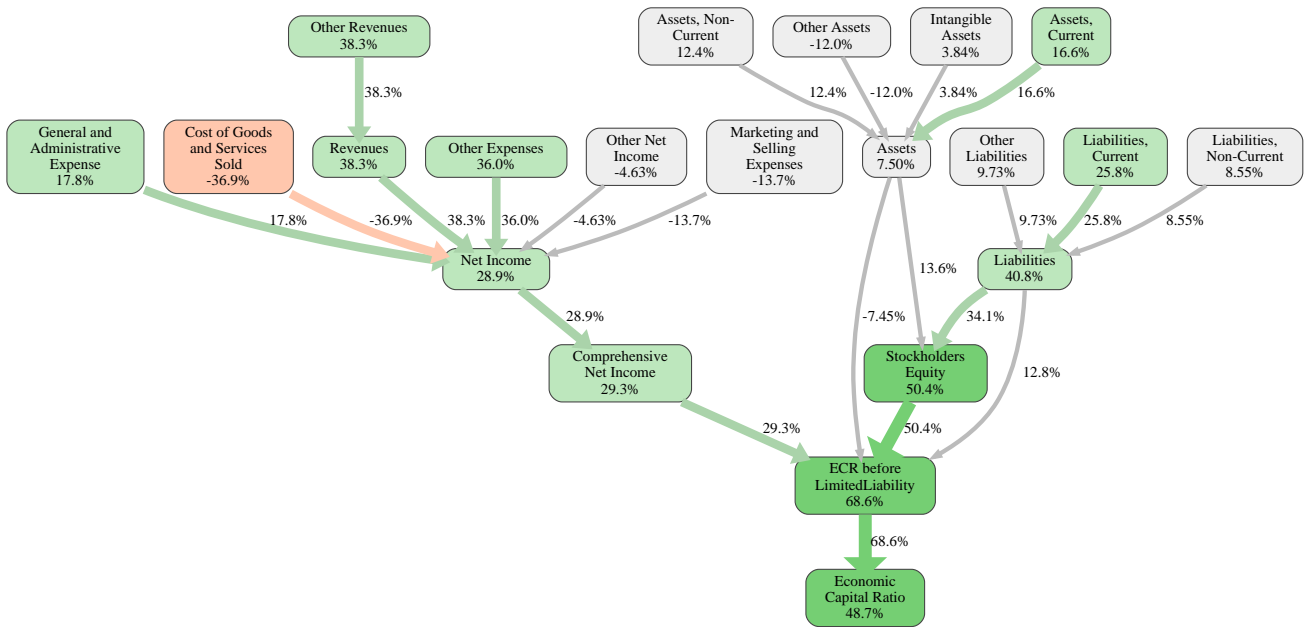 Other Revenues
38.3%
Assets, Non-
Current
12.4%
Other Assets
-12.0%
Intangible
Assets
3.84%
Assets,
Current
16.6%
38.3%
12.4%
-12.0%
3.84%
16.6%
General and
Administrative
Expense
17.8%
Cost of Goods
and Services
Sold
-36.9%
Revenues
38.3%
Other Expenses
36.0%
Other Net
Income
-4.63%
Marketing and
Selling
Expenses
-13.7%
Assets
7.50%
Other
Liabilities
9.73%
Liabilities,
Current
25.8%
Liabilities,
Non-Current
8.55%
17.8%
-36.9%
38.3%
36.0%
-4.63%
-13.7%
9.73%
25.8%
8.55%
Net Income
28.9%
13.6%
Liabilities
40.8%
28.9%
-7.45%
34.1%
Comprehensive
Net Income
29.3%
Stockholders
Equity
50.4%
12.8%
29.3%
50.4%
ECR before
LimitedLiability
68.6%
68.6%
Economic
Capital Ratio
48.7%